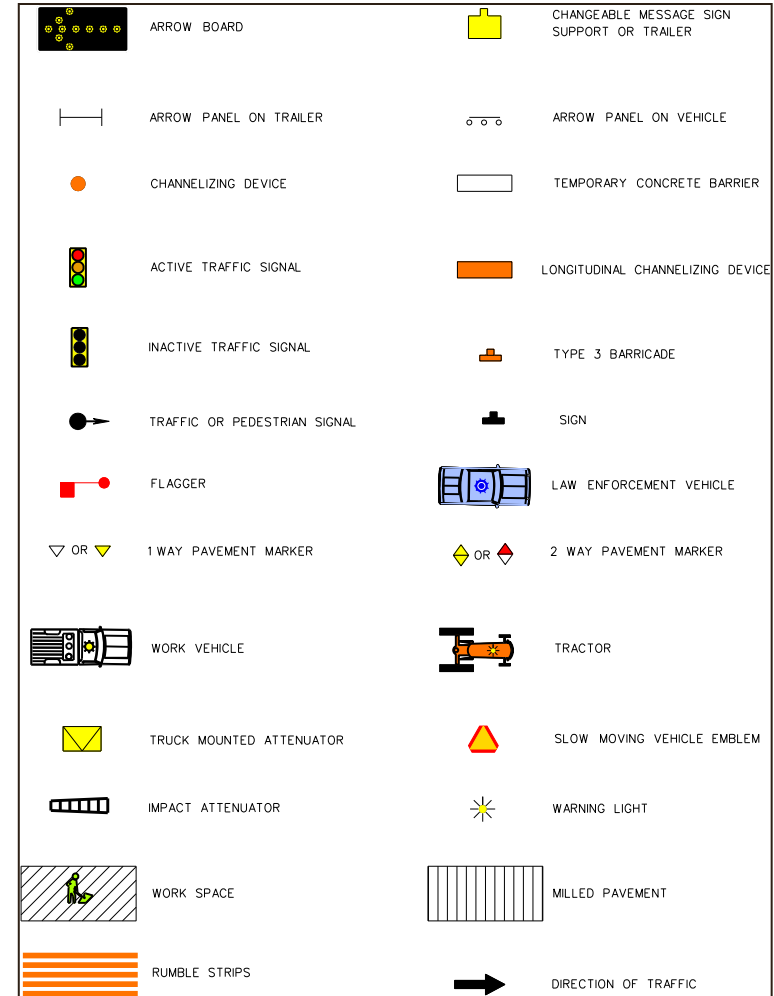 ARROW BOARD
CHANGEABLE MESSAGE SIGN
SUPPORT OR TRAILER
ARROW PANEL ON TRAILER
ARROW PANEL ON VEHICLE
CHANNELIZING DEVICE
TEMPORARY CONCRETE BARRIER
ACTIVE TRAFFIC SIGNAL
LONGITUDINAL CHANNELIZING DEVICE
INACTIVE TRAFFIC SIGNAL
TYPE 3 BARRICADE
TRAFFIC OR PEDESTRIAN SIGNAL
SIGN
FLAGGER
LAW ENFORCEMENT VEHICLE
OR 1 WAY PAVEMENT MARKER
OR 2 WAY PAVEMENT MARKER
WORK VEHICLE
TRACTOR
TRUCK MOUNTED ATTENUATOR
SLOW MOVING VEHICLE EMBLEM
IMPACT ATTENUATOR
WARNING LIGHT
WORK SPACE
MILLED PAVEMENT
RUMBLE STRIPS
DIRECTION OF TRAFFIC